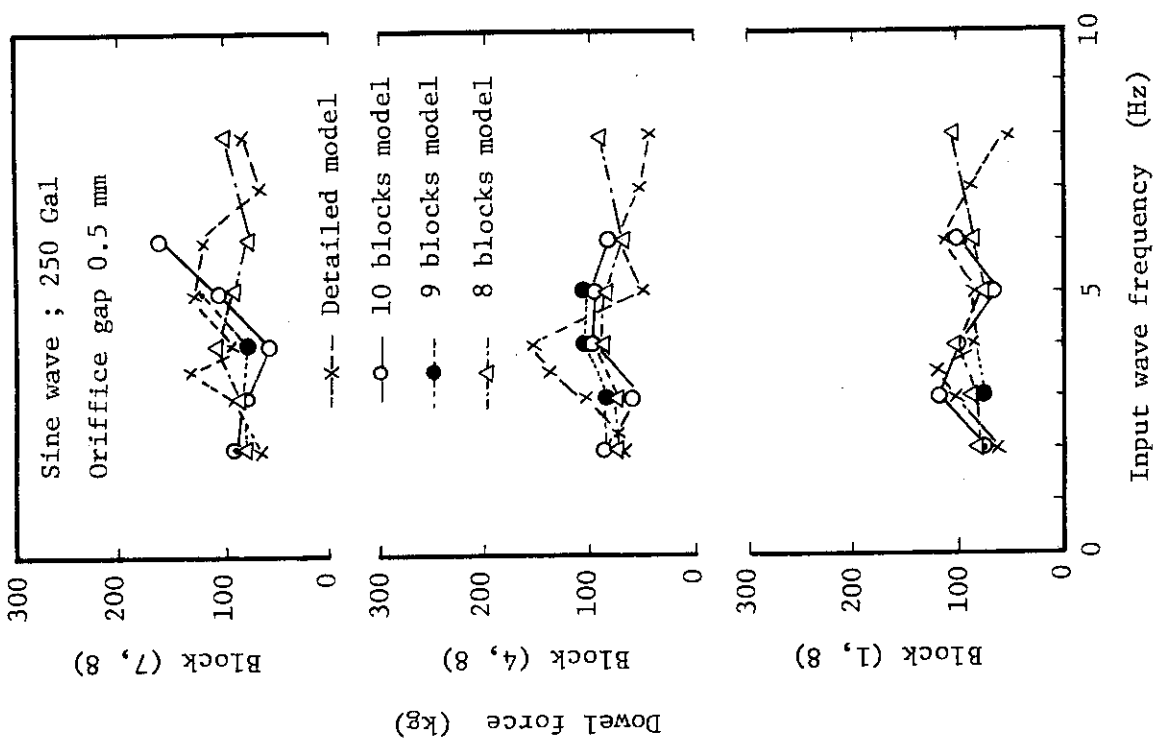 Sine wave ; 250 Gal
Oriffice gap 0.5 mm
300
200
100
0
Block (7, 8)
Detailed model
10 blocks model
9 blocks model
8 blocks model
300
200
100
0
Block (4, 8)
Dowel force (kg)
300
200
100
0
Block (1, 8)
0
5
10
Input wave frequency (Hz)